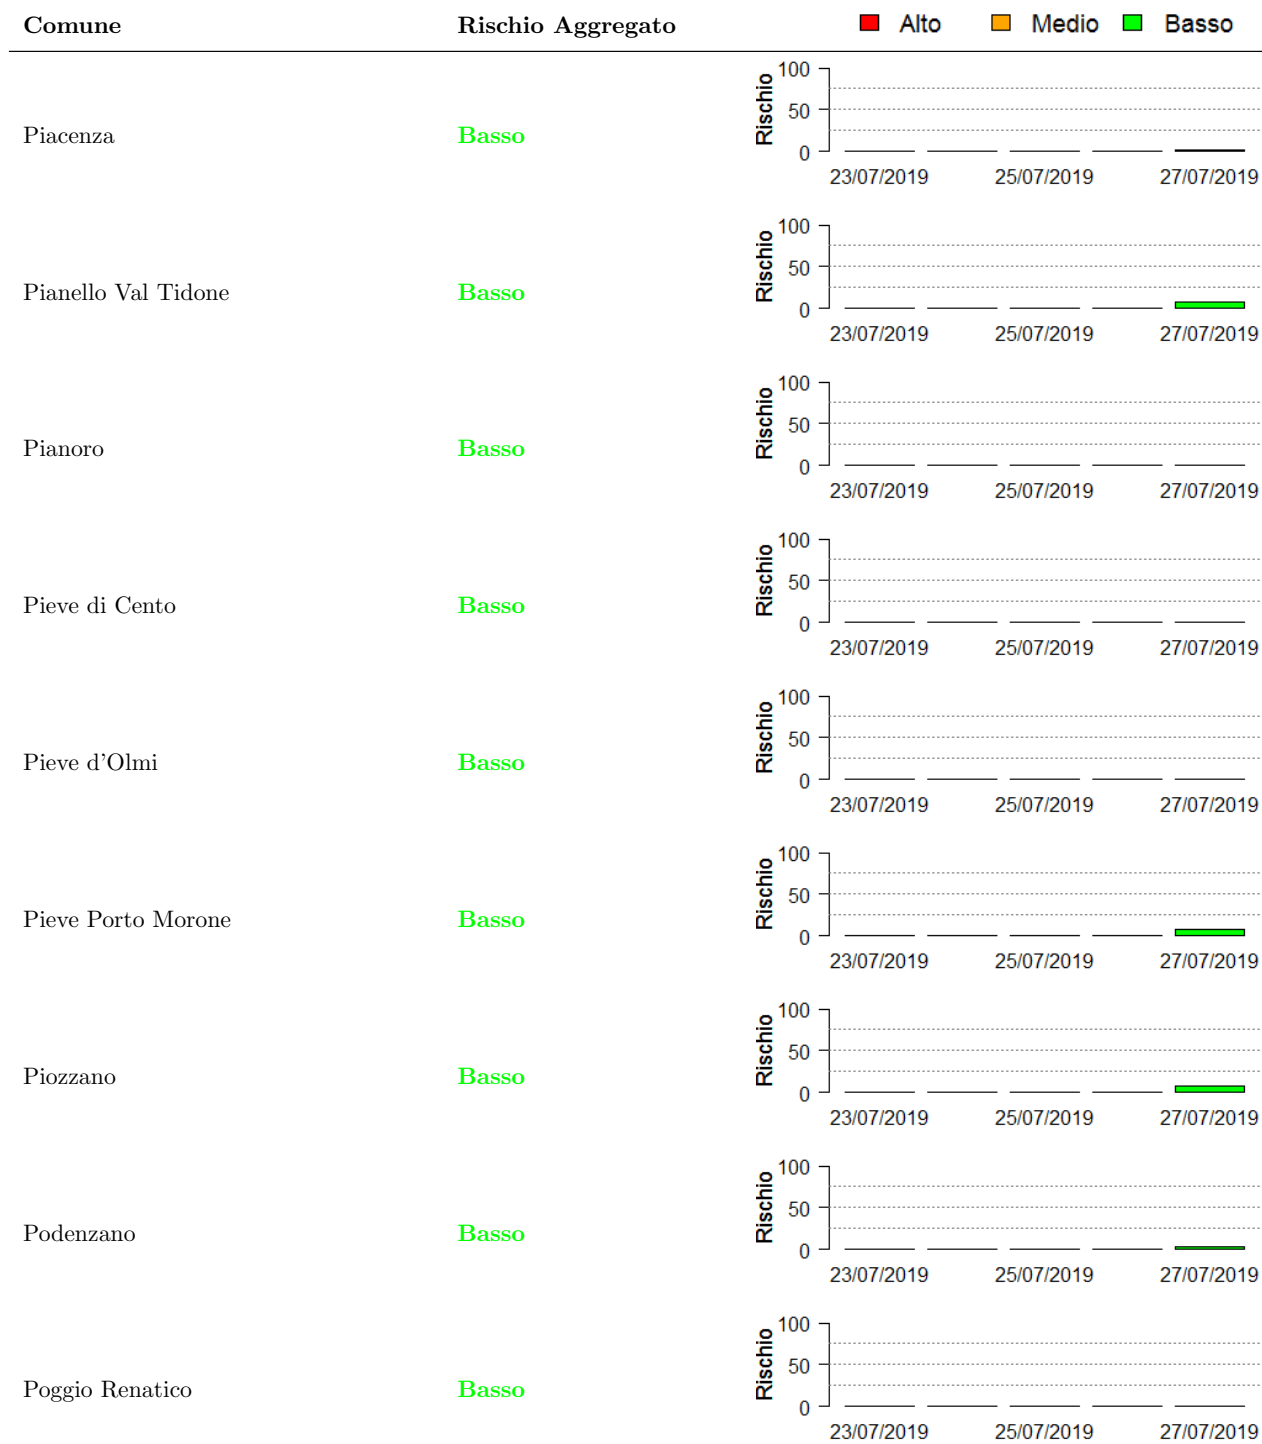 Comune Rischio Aggregato Alto Medio Basso
100
Rischio
50
Piacenza Basso
0
23/07/2019 25/07/2019 27/07/2019
100
Rischio
50
Pianello Val Tidone Basso
0
23/07/2019 25/07/2019 27/07/2019
100
Rischio
50
Pianoro Basso
0
23/07/2019 25/07/2019 27/07/2019
100
Rischio
50
Pieve di Cento Basso
0
23/07/2019 25/07/2019 27/07/2019
100
Rischio
50
Pieve d'Olmi Basso
0
23/07/2019 25/07/2019 27/07/2019
100
Rischio
50
Pieve Porto Morone Basso
0
23/07/2019 25/07/2019 27/07/2019
100
Rischio
50
Piozzano Basso
0
23/07/2019 25/07/2019 27/07/2019
100
Rischio
50
Podenzano Basso
0
23/07/2019 25/07/2019 27/07/2019
100
Rischio
50
Poggio Renatico Basso
0
23/07/2019 25/07/2019 27/07/2019